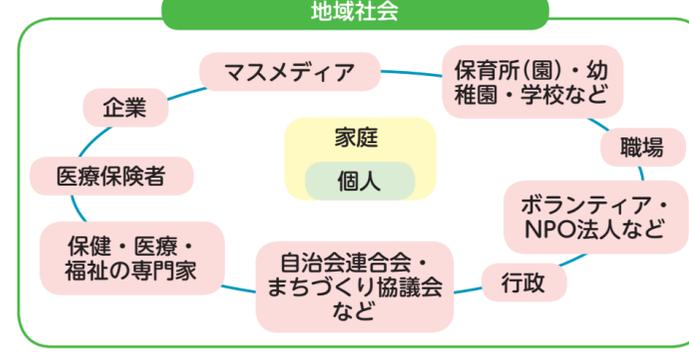 地域社会
マスメディア
保育所(園)・幼
稚園・学校など
企業
家庭
職場
医療保険者
個人
ボランティア・
NPO法人など
保健・医療・
福祉の専門家
自治会連合会・
まちづくり協議会
など
行政